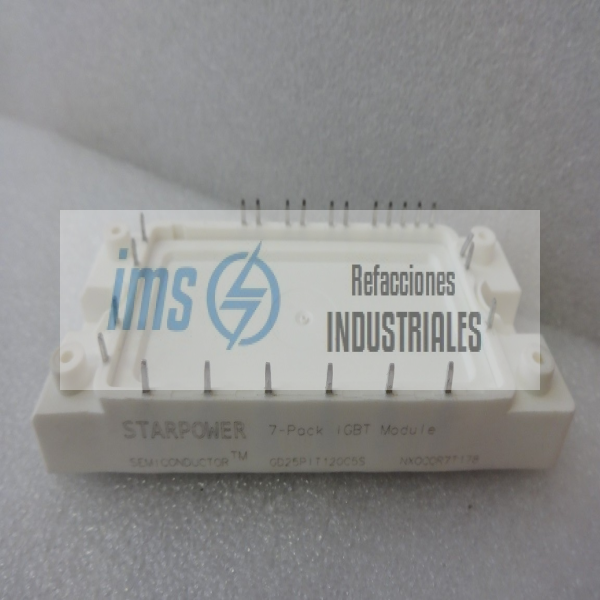 ims
Refacciones
INDUSTRIALES
STARPOWER 7-Pack IGBT Module
SEMICONDUCTOR™